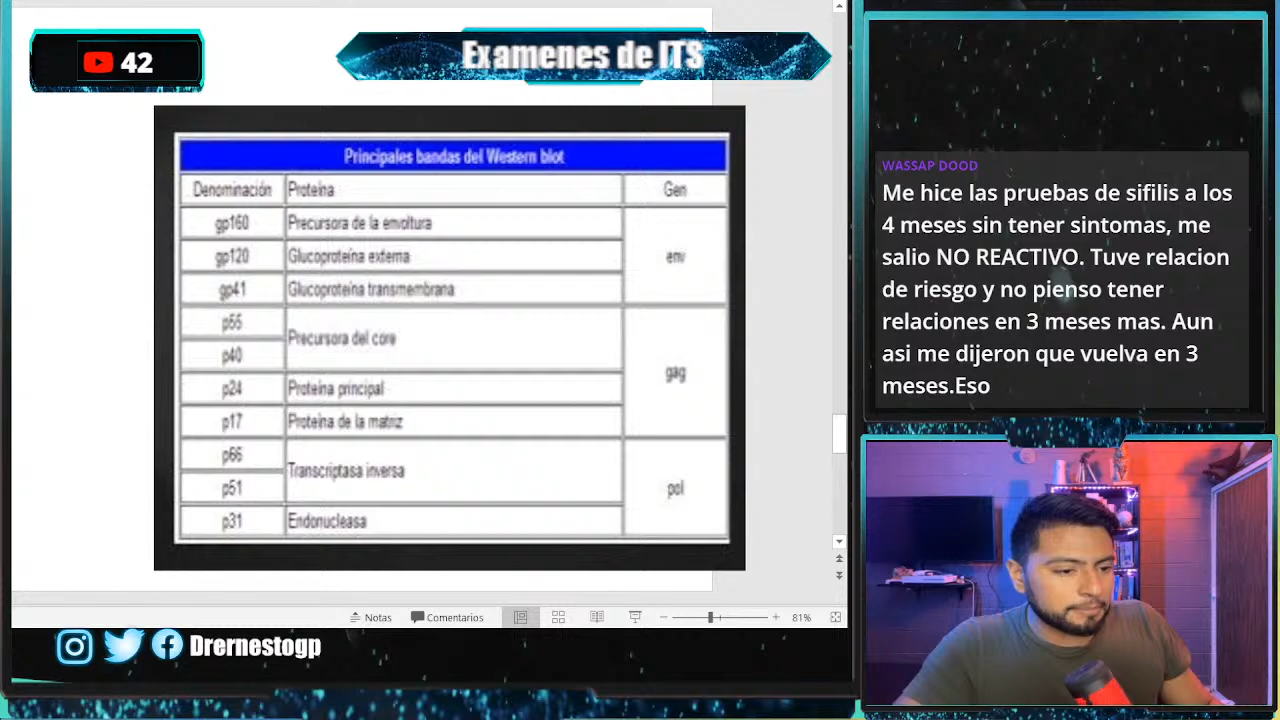 42
Examenes de ITS
Principales bandas del Western blot
Denominación Proteína Gen
gp160 Precursora de la envoltura
gp120 Glucoproteína externa env
gp41 Glucoproteína transmembrana
p55
Precursora del core
p40
gag
p24 Proteína principal
p17 Proteína de la matriz
p66
Transcriptasa inversa
p51 pol
p31 Endonucleasa
Notas Comentarios 81%
Drernestogp
WASSAP DOOD
Me hice las pruebas de sifilis a los
4 meses sin tener sintomas, me
salio NO REACTIVO. Tuve relacion
de riesgo y no pienso tener
relaciones en 3 meses mas. Aun
asi me dijeron que vuelva en 3
meses.Eso